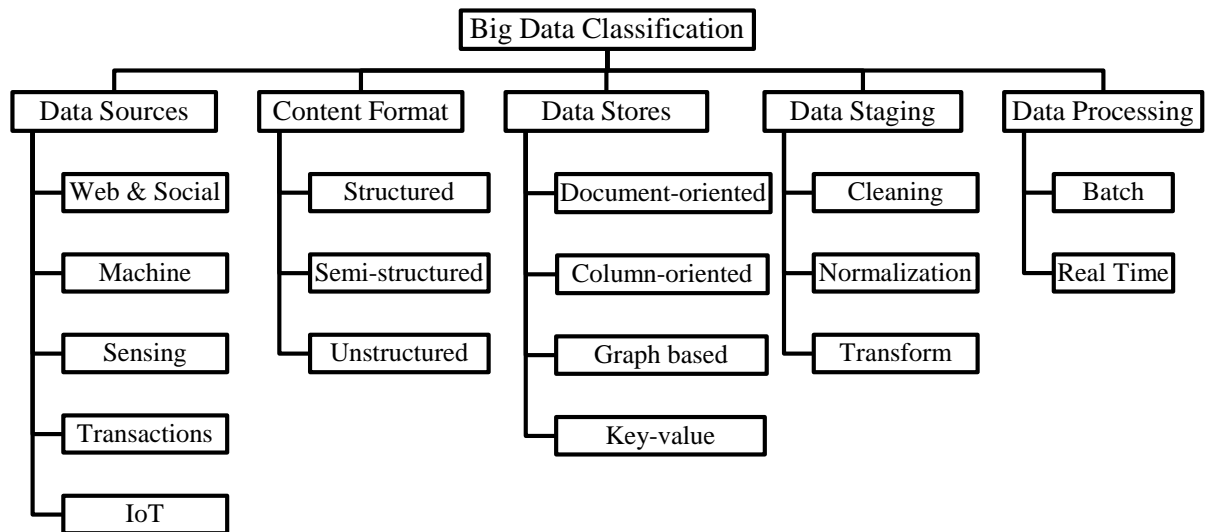 Big Data Classification
Data Sources
Content Format
Data Stores
Data Staging
Data Processing
Web & Social
Structured
Document-oriented
Cleaning
Batch
Machine
Semi-structured
Column-oriented
Normalization
Real Time
Sensing
Unstructured
Graph based
Transform
Transactions
Key-value
IoT